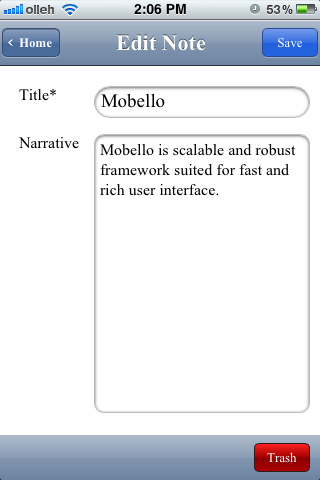 olleh 2:06 PM 53%
Home Edit Note Save
Title* Mobello
Narrative Mobello is scalable and robust
framework suited for fast and
rich user interface.
Trash